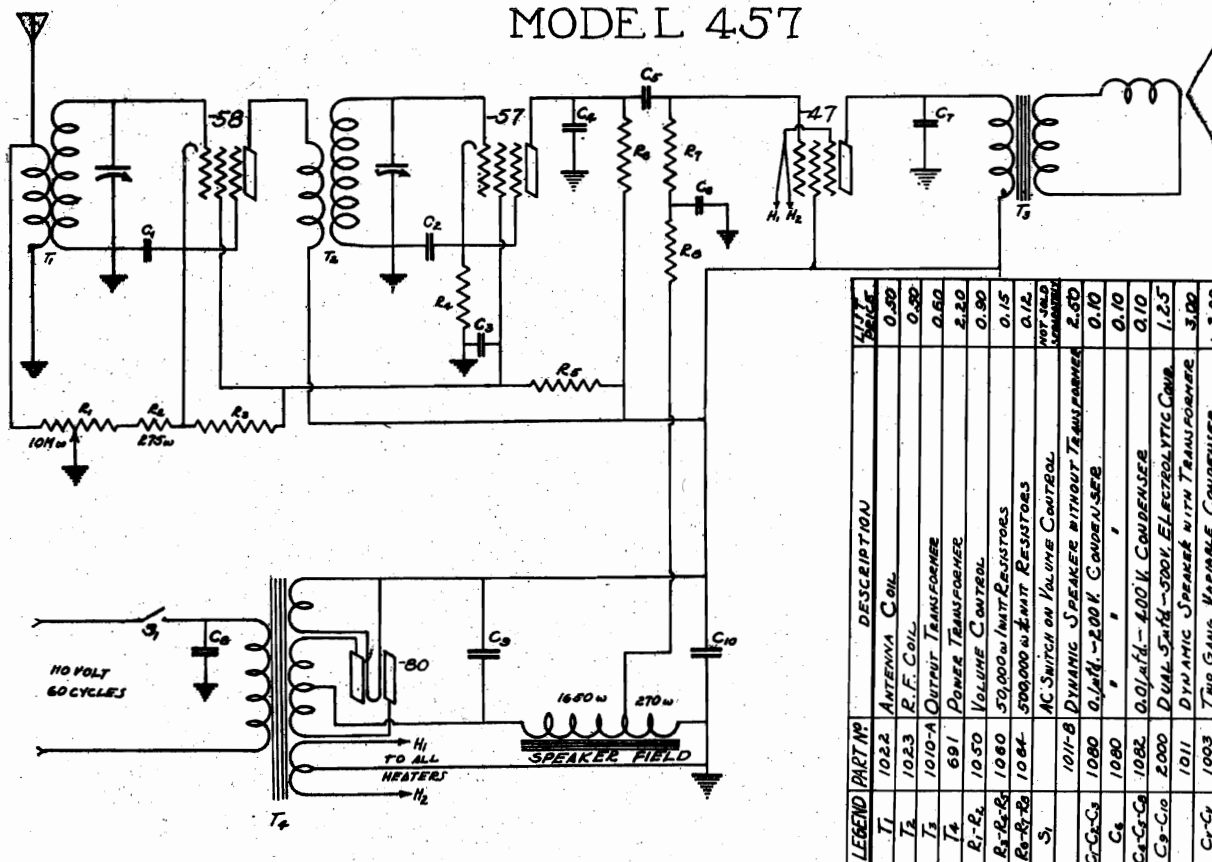 MODEL 457
-58
-57
-47
C5
C4
C7
R6
R7
C6
H1 H2
T3
C1
T1
T2
C2
R8
R4
C3
R5
R1
R2
R3
10M ω
275 ω
S1
C8
110 VOLT
60 CYCLES
-80
C9
C10
1650 ω
270 ω
SPEAKER FIELD
H1
TO ALL
HEATERS
H2
T4
LEGEND PART Nº DESCRIPTION LIST PRICE
T1 1022 ANTENNA COIL 0.50
T2 1023 R.F. COIL 0.50
T3 1010-A OUTPUT TRANSFORMER 0.60
T4 691 POWER TRANSFORMER 2.20
R1-R2 1050 VOLUME CONTROL 0.90
R3-R4-R5 1060 50,000 ω 1 WATT RESISTORS 0.15
R6-R7-R8 1064 500,000 ω WATT RESISTORS 0.12
S1 AC SWITCH ON VOLUME CONTROL NOT SOLD SEPARATELY
1011-B DYNAMIC SPEAKER WITHOUT TRANSFORMER 2.50
C1-C2-C3 1080 0.1 Mfd.-200 V. CONDENSER 0.10
C6 1080 " " 0.10
C4-C5-C8 1082 0.01 Mfd-400 V. CONDENSER 0.10
C9-C10 2000 DUAL 5 Mfd-500V. ELECTROLYTIC COND. 1.25
1011 DYNAMIC SPEAKER WITH TRANSFORMER 3.00
1003 TWO GANG VARIABLE CONDENSER